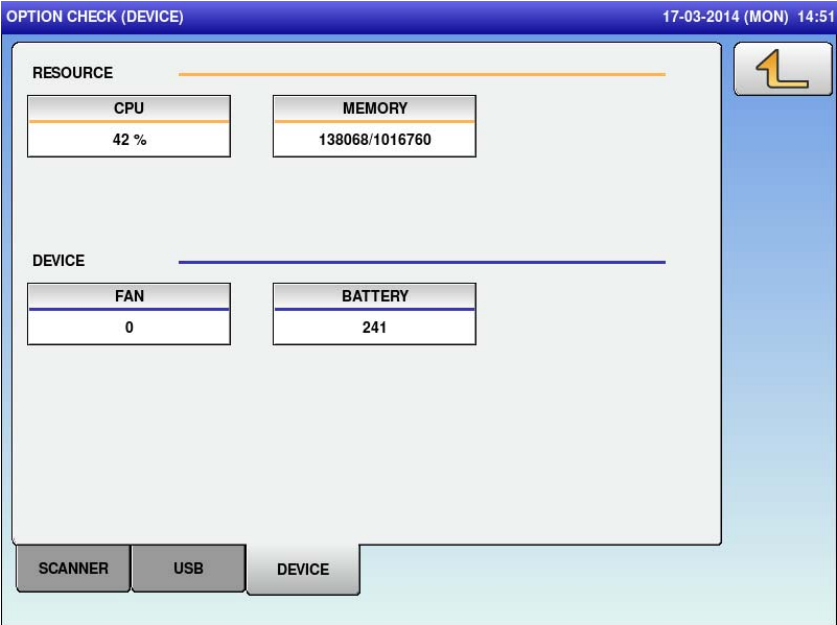 OPTION CHECK (DEVICE) 17-03-2014 (MON) 14:51
RESOURCE
CPU MEMORY
42 % 138068/1016760
DEVICE
FAN BATTERY
0 241
SCANNER USB DEVICE